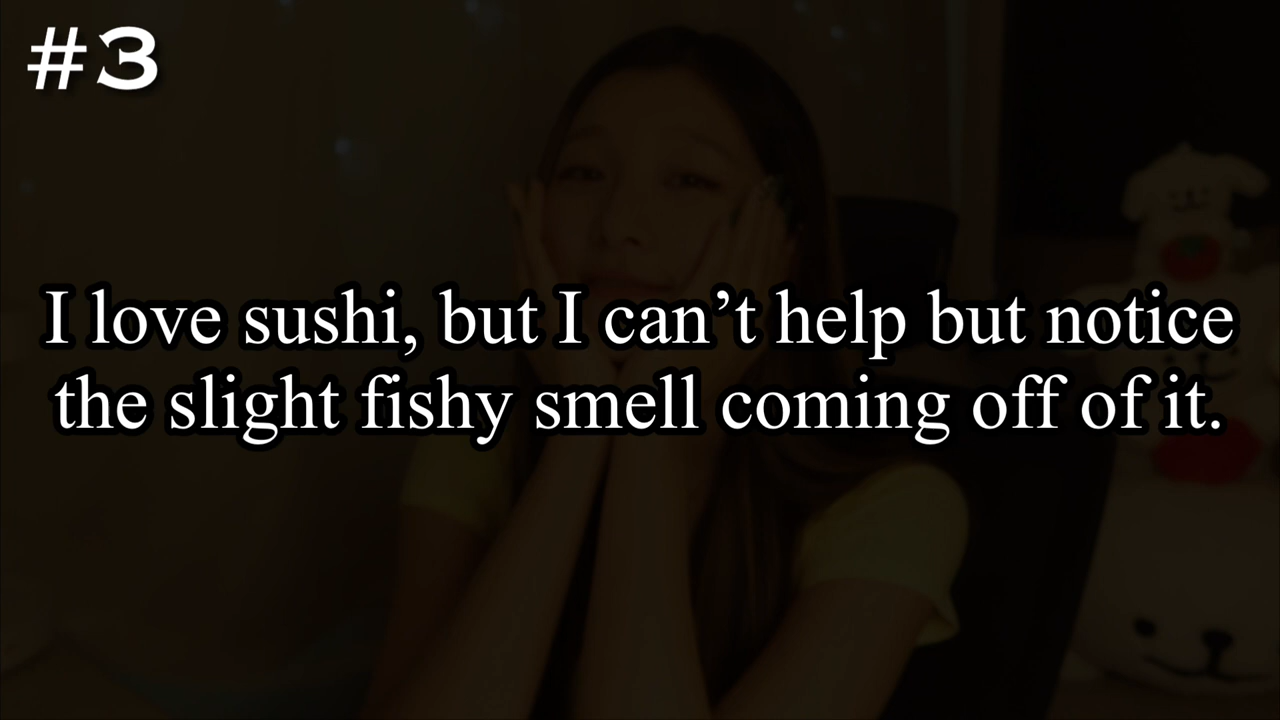 #3
I love sushi, but I can’t help but notice
the slight fishy smell coming off of it.